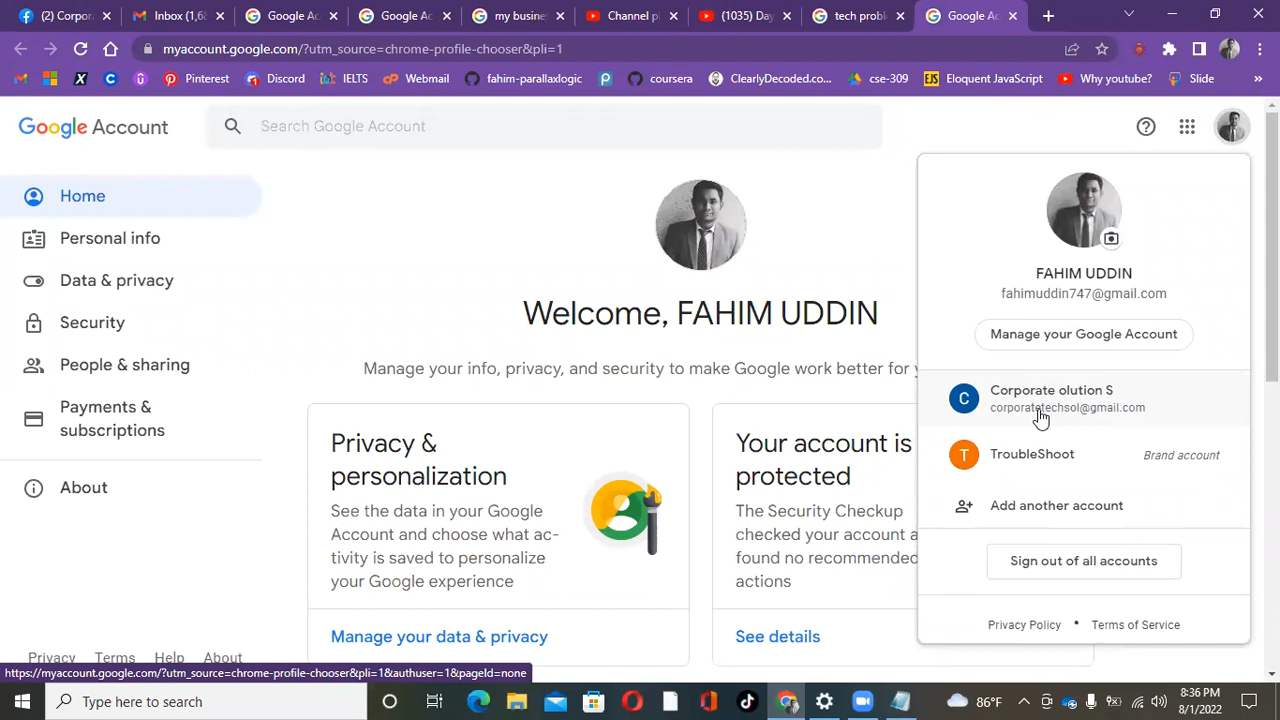 (2) Corporat
Inbox (1,6
Google Ac
Google Ac
my busine
Channel p
(1035) Day
tech probl
Google Ac
myaccount.google.com/?utm_source=chrome-profile-chooser&pli=1
Pinterest
Discord
IELTS
Webmail
fahim-parallaxlogic
coursera
ClearlyDecoded.co...
cse-309
EJS
Eloquent JavaScript
Why youtube?
Slide
Google Account
Search Google Account
Home
Personal info
Data & privacy
Security
People & sharing
Payments &
subscriptions
About
Privacy Terms Help About
Welcome, FAHIM UDDIN
Manage your info, privacy, and security to make Google work better for
Privacy &
personalization
See the data in your Google
Account and choose what ac-
tivity is saved to personalize
your Google experience
Manage your data & privacy
Your account is
protected
The Security Checkup
checked your account
found no recommended
actions
See details
FAHIM UDDIN
fahimuddin747@gmail.com
Manage your Google Account
C
Corporate olution S
corporatetechsol@gmail.com
T
TroubleShoot
Brand account
Add another account
Sign out of all accounts
Privacy Policy • Terms of Service
https://myaccount.google.com/?utm_source=chrome-profile-chooser&pli=1&authuser=1&pageId=none
Type here to search
86°F
8:36 PM
8/1/2022